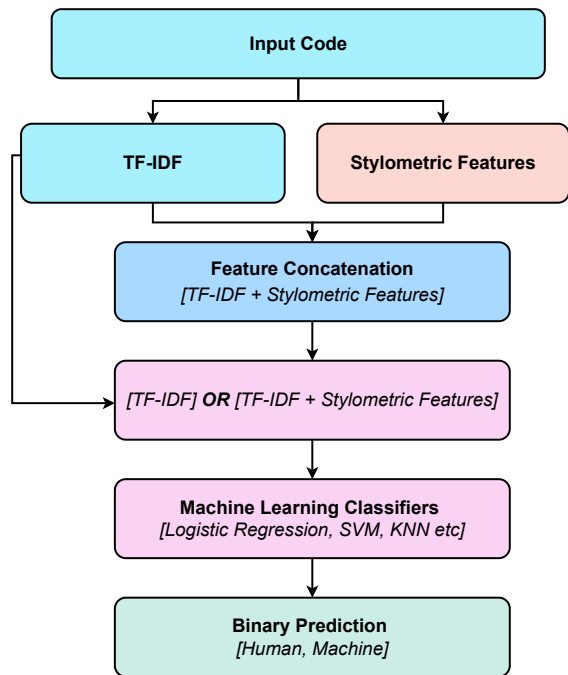 Input Code
TF-IDF
Stylometric Features
Feature Concatenation
[TF-IDF + Stylometric Features]
[TF-IDF] OR [TF-IDF + Stylometric Features]
Machine Learning Classifiers
[Logistic Regression, SVM, KNN etc]
Binary Prediction
[Human, Machine]